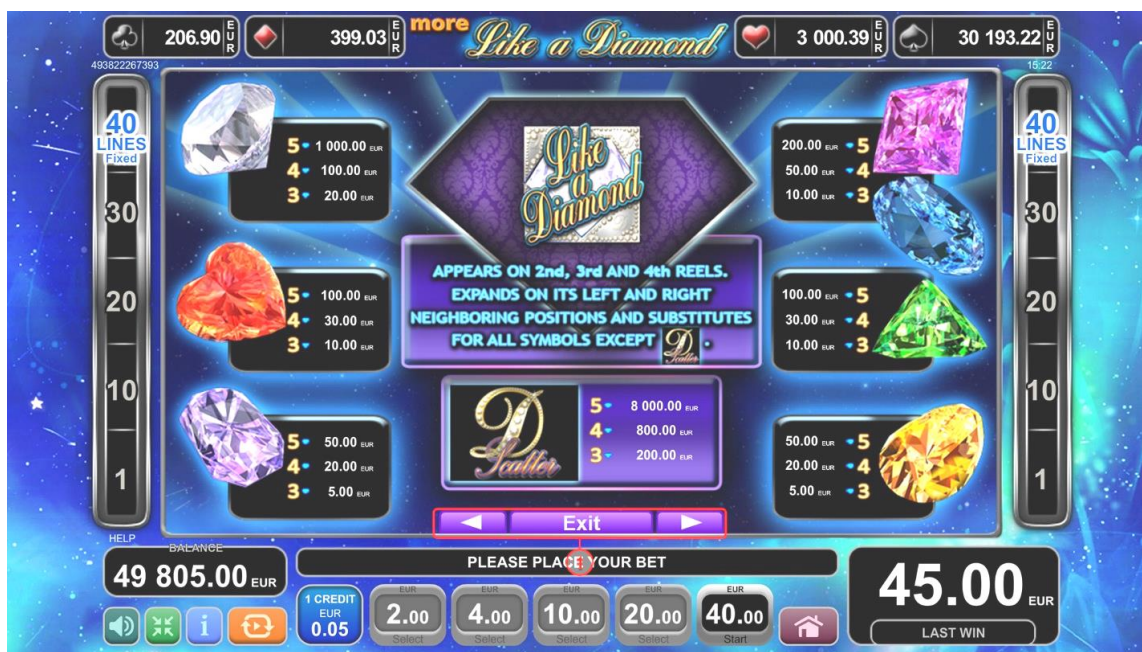 206.90 EUR
399.03 EUR
more Like a Diamond
3 000.39 EUR
30 193.22 EUR
493822267393
15:22
40
LINES
Fixed
30
20
10
1
5 1 000.00 EUR
4 100.00 EUR
3 20.00 EUR
5 100.00 EUR
4 30.00 EUR
3 10.00 EUR
5 50.00 EUR
4 20.00 EUR
3 5.00 EUR
Like
a
Diamond
APPEARS ON 2nd, 3rd AND 4th REELS.
EXPANDS ON ITS LEFT AND RIGHT
NEIGHBORING POSITIONS AND SUBSTITUTES
FOR ALL SYMBOLS EXCEPT D Scatter .
D
Scatter
5 8 000.00 EUR
4 800.00 EUR
3 200.00 EUR
200.00 EUR 5
50.00 EUR 4
10.00 EUR 3
100.00 EUR 5
30.00 EUR 4
10.00 EUR 3
50.00 EUR 5
20.00 EUR 4
5.00 EUR 3
40
LINES
Fixed
30
20
10
1
Exit
HELP
BALANCE
49 805.00 EUR
PLEASE PLACE YOUR BET
1
i
1 CREDIT
EUR
0.05
EUR
2.00
Select
EUR
4.00
Select
EUR
10.00
Select
EUR
20.00
Select
EUR
40.00
Start
45.00 EUR
LAST WIN